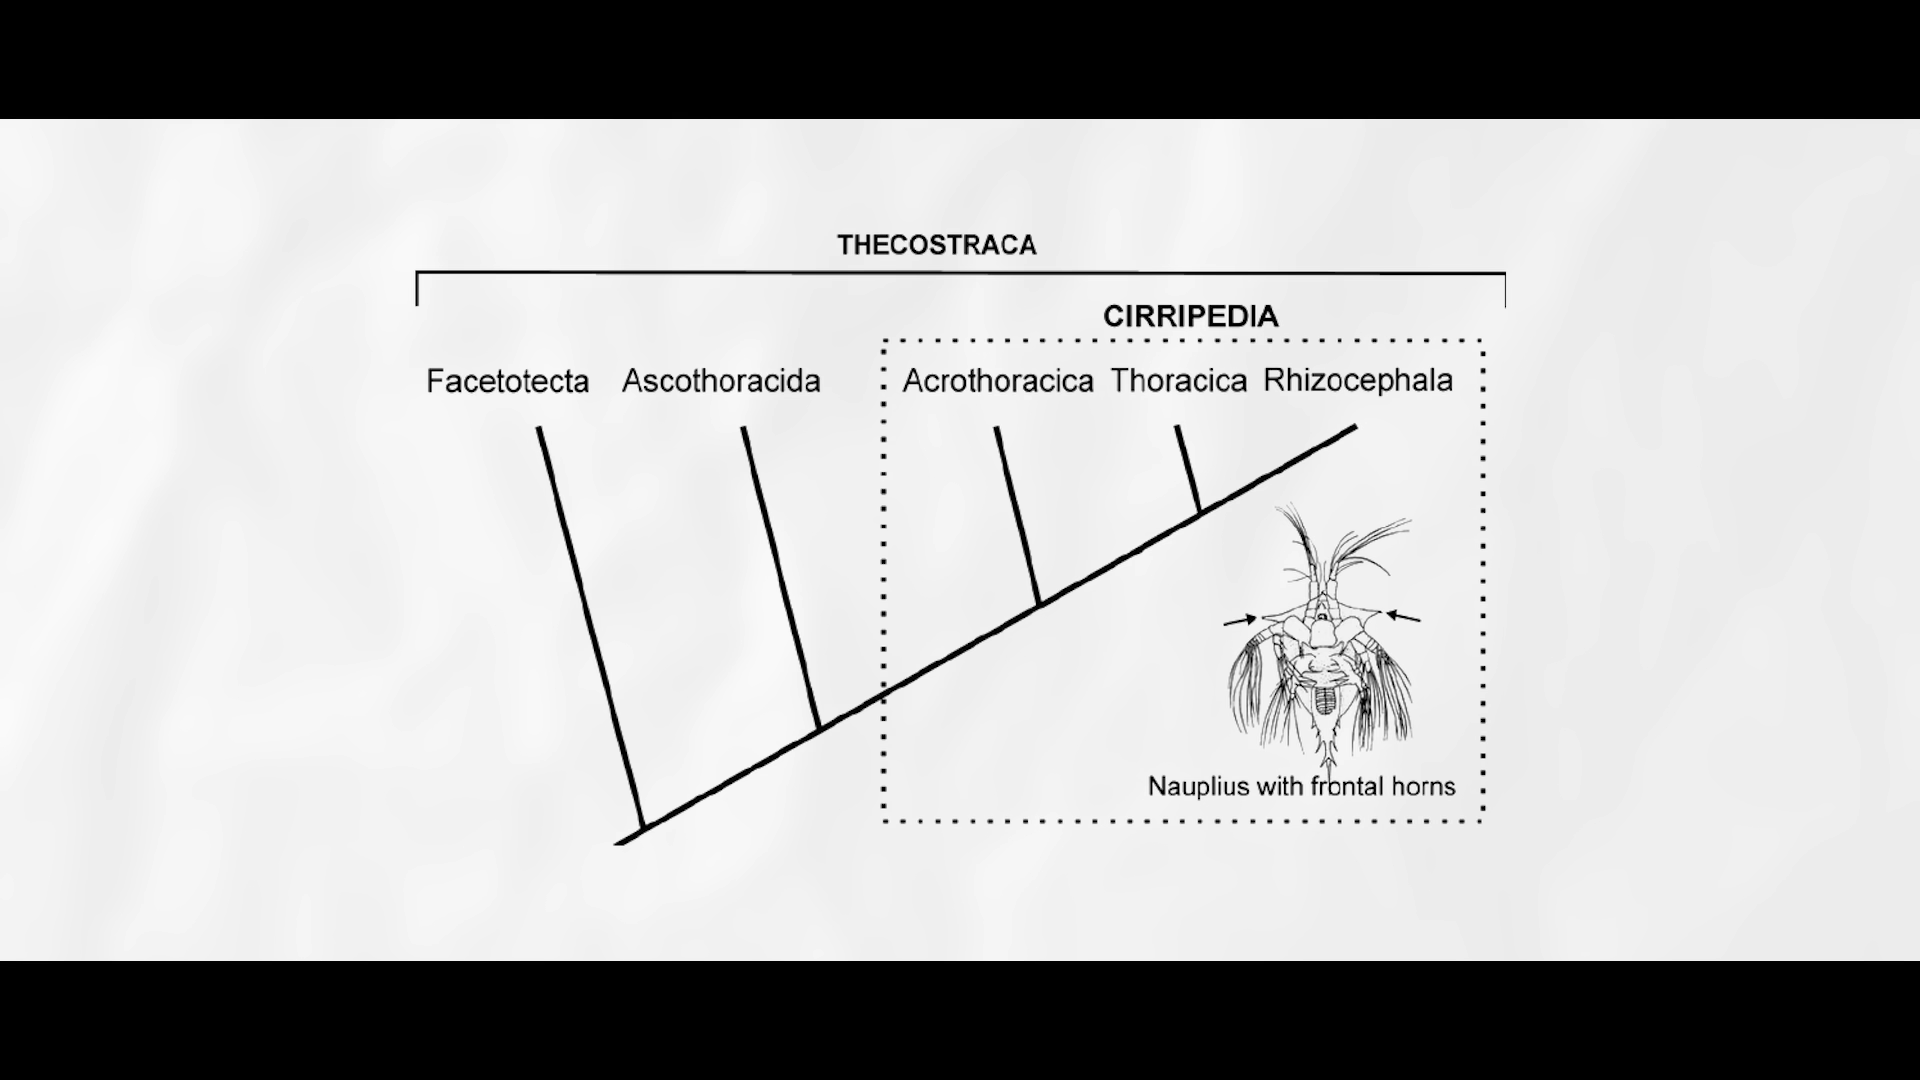 THECOSTRACA
CIRRIPEDIA
Facetotecta Ascothoracida Acrothoracica Thoracica Rhizocephala
Nauplius with frontal horns